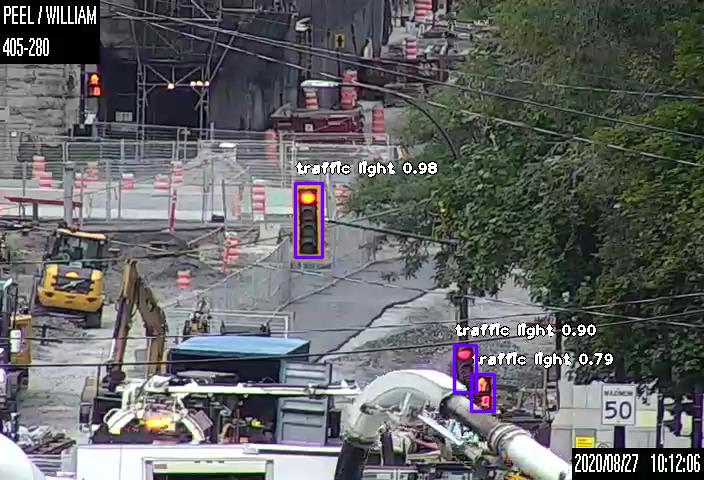 PEEL / WILLIAM
405-280
traffic light 0.98
traffic light 0.90
raffic light 0.79
MAXIMUM
50
2020/08/27 10:12:06